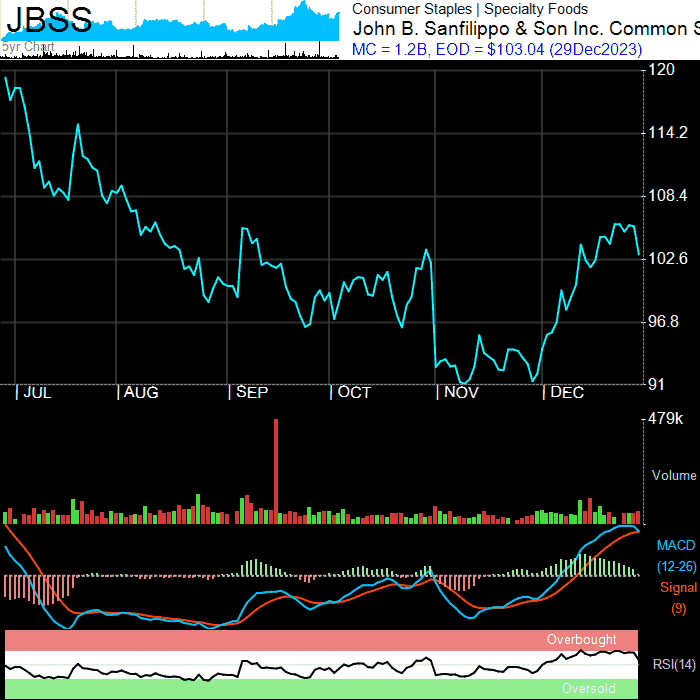 JBSS
5yr Chart
Consumer Staples | Specialty Foods
John B. Sanfilippo & Son Inc. Common S
MC = 1.2B, EOD = $103.04 (29Dec2023)
120
114.2
108.4
102.6
96.8
91
JUL AUG SEP OCT NOV DEC
479k
Volume
MACD
(12-26)
Signal
(9)
Overbought
RSI(14)
Oversold